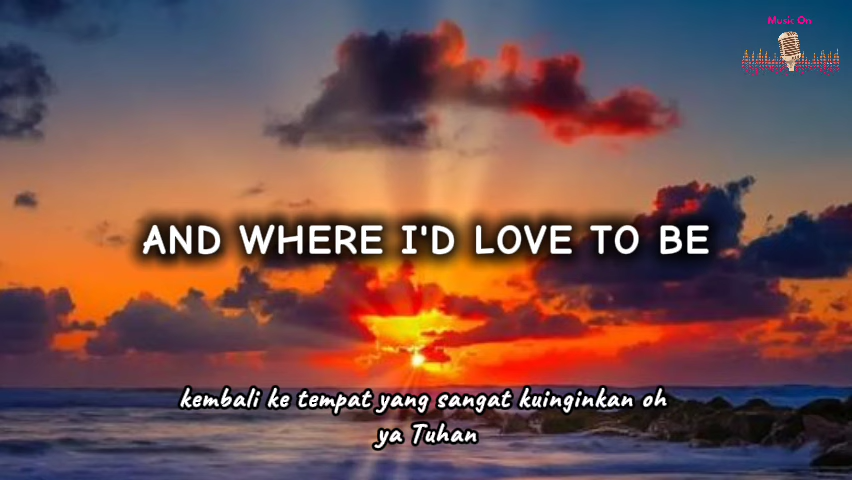 Music On
AND WHERE I'D LOVE TO BE
kembali ke tempat yang sangat kuinginkan oh
ya Tuhan